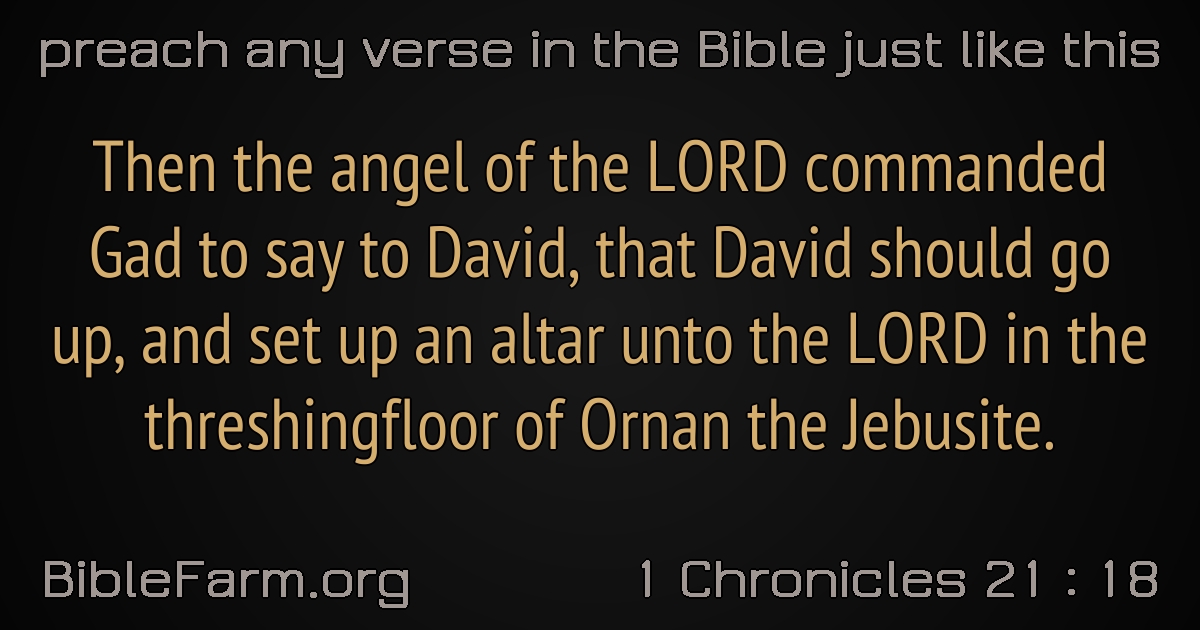 preach any verse in the Bible just like this
Then the angel of the LORD commanded
Gad to say to David, that David should go
up, and set up an altar unto the LORD in the
threshingfloor of Ornan the Jebusite.
BibleFarm.org
1 Chronicles 21 : 18